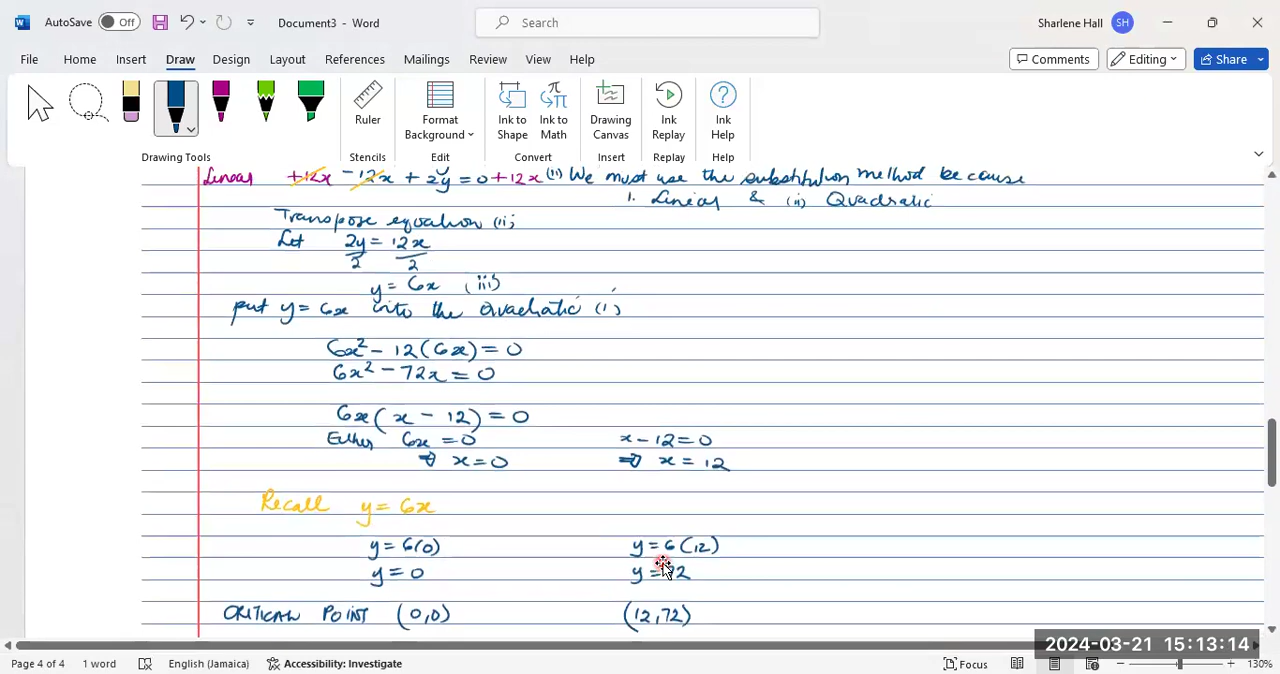 AutoSave Off Document3 - Word Search Sharlene Hall SH
File Home Insert Draw Design Layout References Mailings Review View Help Comments Editing Share
Ruler Format Background Ink to Shape Ink to Math Drawing Canvas Ink Replay Ink Help
Drawing Tools Stencils Edit Convert Insert Replay Help
Linear +12x -12x + 2y = 0 +12x (ii) We must use the substitution method because
1. Linear & (ii) Quadratic
Transpose equation (ii;
Let 2y = 12x
2 2
y = 6x (iii)
put y = 6x into the Quadratic (i)
6x² - 12(6x) = 0
6x² - 72x = 0
6x(x - 12) = 0
Either 6x = 0 x - 12 = 0
⇒ x = 0 ⇒ x = 12
Recall y = 6x
y = 6(0) y = 6(12)
y = 0 y = 72
CRITICAL POINT (0,0) (12,72)
2024-03-21 15:13:14
Page 4 of 4 1 word English (Jamaica) Accessibility: Investigate Focus 130%